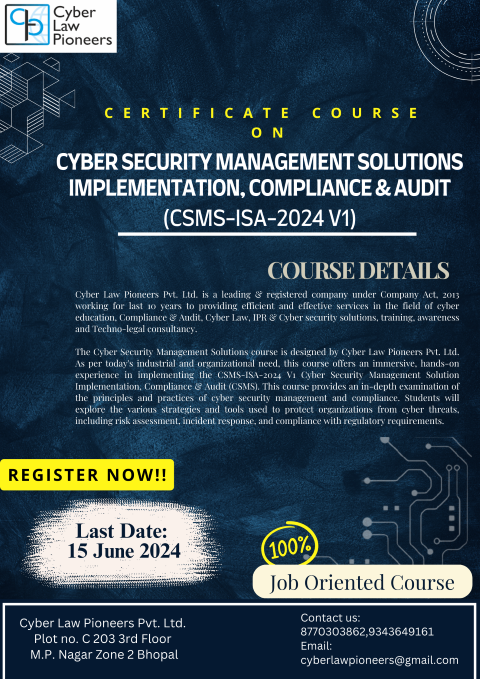 Cyber
Law
Pioneers
CERTIFICATE COURSE
ON
CYBER SECURITY MANAGEMENT SOLUTIONS
IMPLEMENTATION, COMPLIANCE & AUDIT
(CSMS-ISA-2024 V1)
COURSE DETAILS
Cyber Law Pioneers Pvt. Ltd. is a leading & registered company under Company Act, 2013
working for last 10 years to providing efficient and effective services in the field of cyber
education, Compliance & Audit, Cyber Law, IPR & Cyber security solutions, training, awareness
and Techno-legal consultancy.
The Cyber Security Management Solutions course is designed by Cyber Law Pioneers Pvt. Ltd.
As per today's industrial and organizational need, this course offers an immersive, hands-on
experience in implementing the CSMS-ISA-2024 V1 Cyber Security Management Solution
Implementation, Compliance & Audit (CSMS). This course provides an in-depth examination of
the principles and practices of cyber security management and compliance. Students will
explore the various strategies and tools used to protect organizations from cyber threats,
including risk assessment, incident response, and compliance with regulatory requirements.
REGISTER NOW!!
Last Date:
15 June 2024
100%
Job Oriented Course
Cyber Law Pioneers Pvt. Ltd.
Plot no. C 203 3rd Floor
M.P. Nagar Zone 2 Bhopal
Contact us:
8770303862,9343649161
Email:
cyberlawpioneers@gmail.com